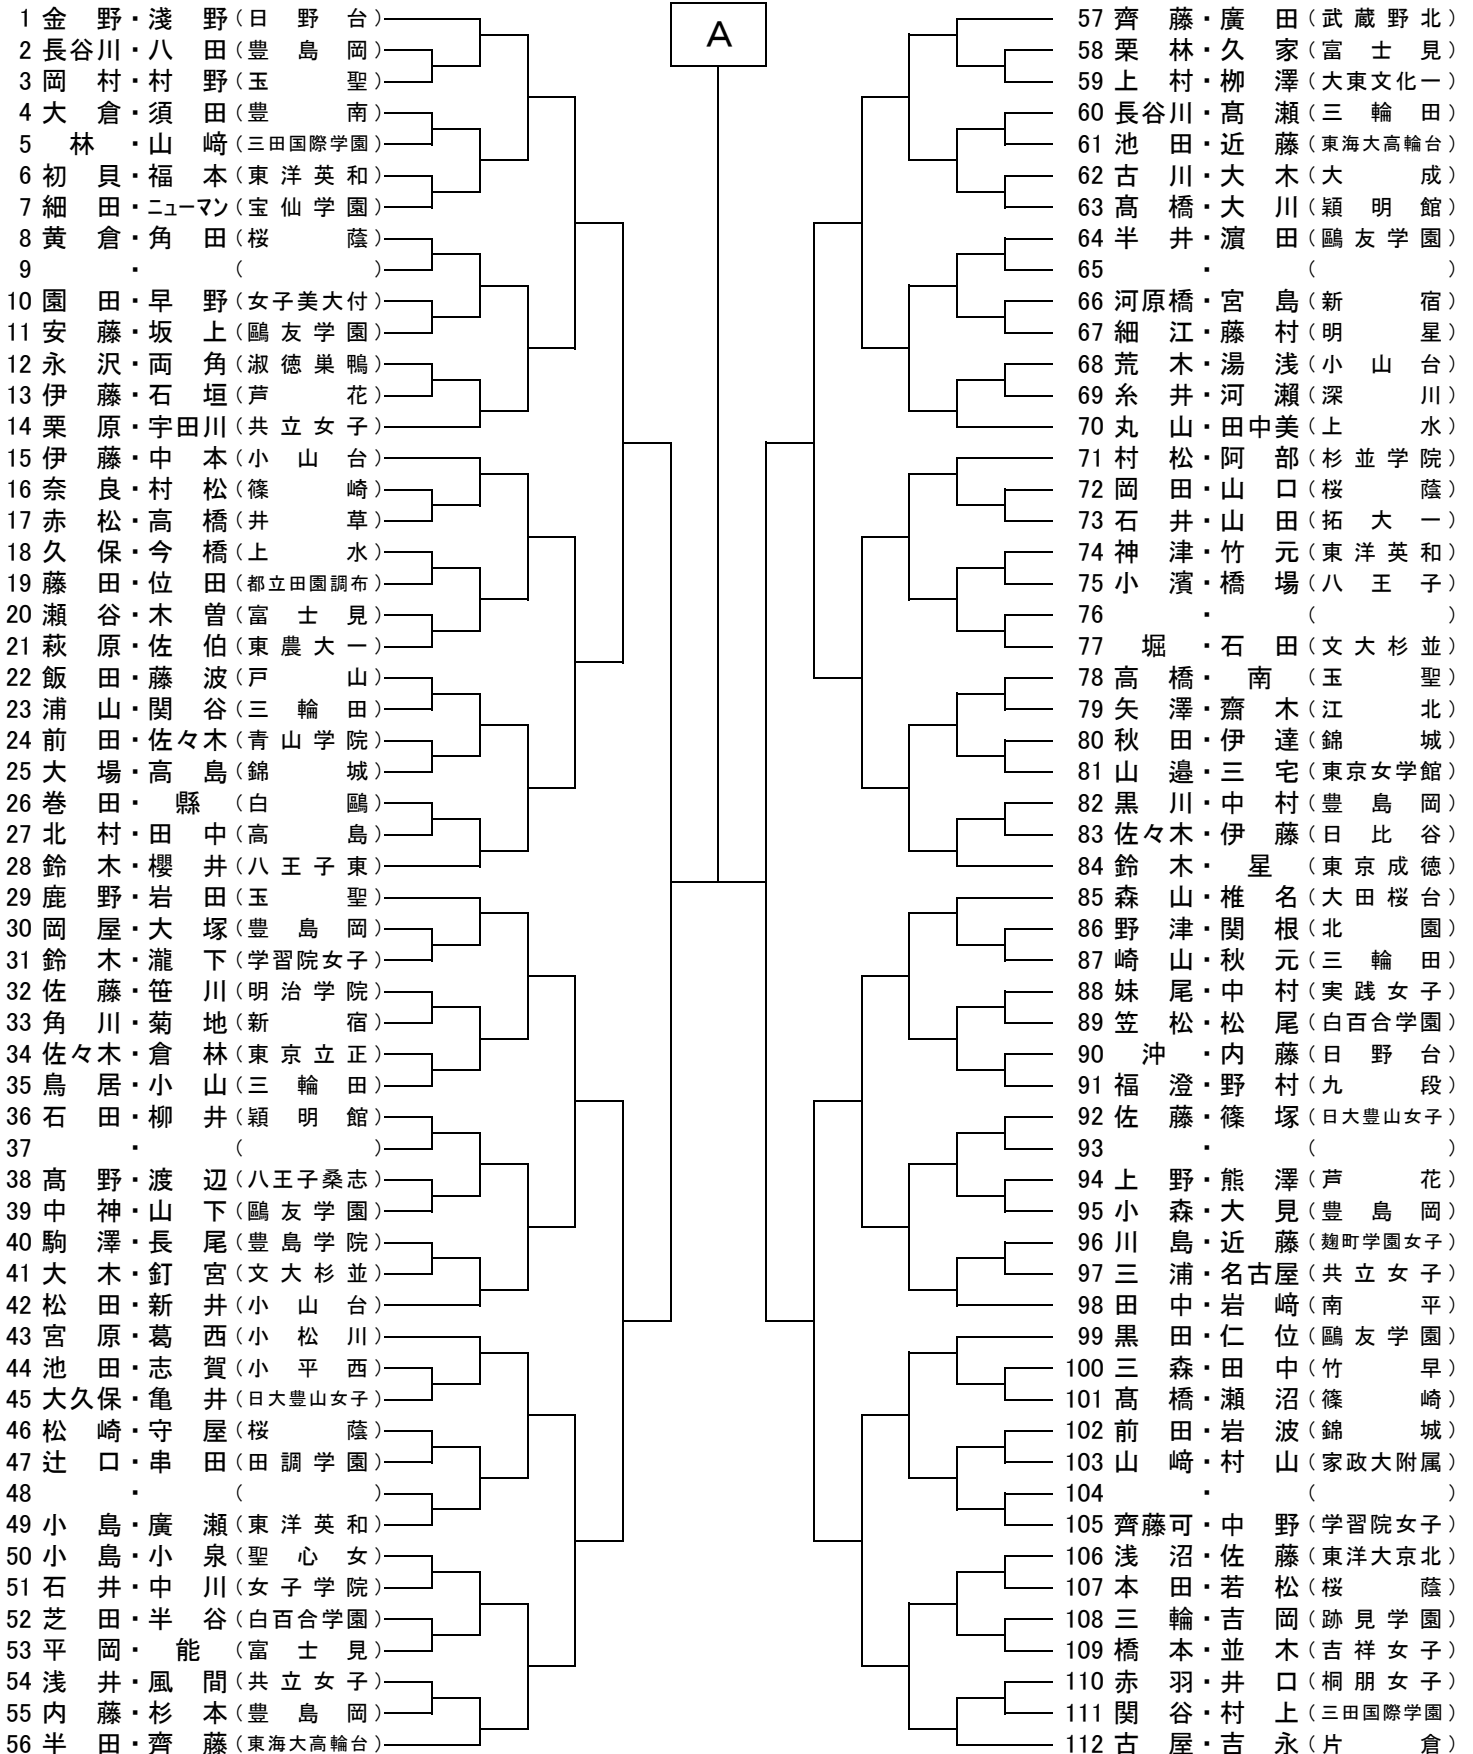 A
1 金野・淺野(日野台)
2 長谷川・八田(豊島岡)
3 岡村・村野(玉聖)
4 大倉・須田(豊南)
5 林・山﨑(三田国際学園)
6 初貝・福本(東洋英和)
7 細田・ニューマン(宝仙学園)
8 黄倉・角田(桜蔭)
9 ・( )
10 園田・早野(女子美大付)
11 安藤・坂上(鷗友学園)
12 永沢・両角(淑徳巣鴨)
13 伊藤・石垣(芦花)
14 栗原・宇田川(共立女子)
15 伊藤・中本(小山台)
16 奈良・村松(篠崎)
17 赤松・高橋(井草)
18 久保・今橋(上水)
19 藤田・位田(都立田園調布)
20 瀬谷・木曽(富士見)
21 萩原・佐伯(東農大一)
22 飯田・藤波(戸山)
23 浦山・関谷(三輪田)
24 前田・佐々木(青山学院)
25 大場・高島(錦城)
26 巻田・縣(白鷗)
27 北村・田中(高島)
28 鈴木・櫻井(八王子東)
29 鹿野・岩田(玉聖)
30 岡屋・大塚(豊島岡)
31 鈴木・瀧下(学習院女子)
32 佐藤・笹川(明治学院)
33 角川・菊地(新宿)
34 佐々木・倉林(東京立正)
35 鳥居・小山(三輪田)
36 石田・柳井(穎明館)
37 ・( )
38 髙野・渡辺(八王子桑志)
39 中神・山下(鷗友学園)
40 駒澤・長尾(豊島学院)
41 大木・釘宮(文大杉並)
42 松田・新井(小山台)
43 宮原・葛西(小松川)
44 池田・志賀(小平西)
45 大久保・亀井(日大豊山女子)
46 松崎・守屋(桜蔭)
47 辻口・串田(田調学園)
48 ・( )
49 小島・廣瀬(東洋英和)
50 小島・小泉(聖心女)
51 石井・中川(女子学院)
52 芝田・半谷(白百合学園)
53 平岡・能(富士見)
54 浅井・風間(共立女子)
55 内藤・杉本(豊島岡)
56 半田・齊藤(東海大高輪台)
57 齊藤・廣田(武蔵野北)
58 栗林・久家(富士見)
59 上村・栁澤(大東文化一)
60 長谷川・髙瀬(三輪田)
61 池田・近藤(東海大高輪台)
62 古川・大木(大成)
63 髙橋・大川(穎明館)
64 半井・濵田(鷗友学園)
65 ・( )
66 河原橋・宮島(新宿)
67 細江・藤村(明星)
68 荒木・湯浅(小山台)
69 糸井・河瀬(深川)
70 丸山・田中美(上水)
71 村松・阿部(杉並学院)
72 岡田・山口(桜蔭)
73 石井・山田(拓大一)
74 神津・竹元(東洋英和)
75 小濱・橋場(八王子)
76 ・( )
77 堀・石田(文大杉並)
78 高橋・南(玉聖)
79 矢澤・齋木(江北)
80 秋田・伊達(錦城)
81 山邉・三宅(東京女学館)
82 黒川・中村(豊島岡)
83 佐々木・伊藤(日比谷)
84 鈴木・星(東京成徳)
85 森山・椎名(大田桜台)
86 野津・関根(北園)
87 崎山・秋元(三輪田)
88 妹尾・中村(実践女子)
89 笠松・松尾(白百合学園)
90 沖・内藤(日野台)
91 福澄・野村(九段)
92 佐藤・篠塚(日大豊山女子)
93 ・( )
94 上野・熊澤(芦花)
95 小森・大見(豊島岡)
96 川島・近藤(麹町学園女子)
97 三浦・名古屋(共立女子)
98 田中・岩﨑(南平)
99 黒田・仁位(鷗友学園)
100 三森・田中(竹早)
101 髙橋・瀬沼(篠崎)
102 前田・岩波(錦城)
103 山﨑・村山(家政大附属)
104 ・( )
105 齊藤可・中野(学習院女子)
106 浅沼・佐藤(東洋大京北)
107 本田・若松(桜蔭)
108 三輪・吉岡(跡見学園)
109 橋本・並木(吉祥女子)
110 赤羽・井口(桐朋女子)
111 関谷・村上(三田国際学園)
112 古屋・吉永(片倉)